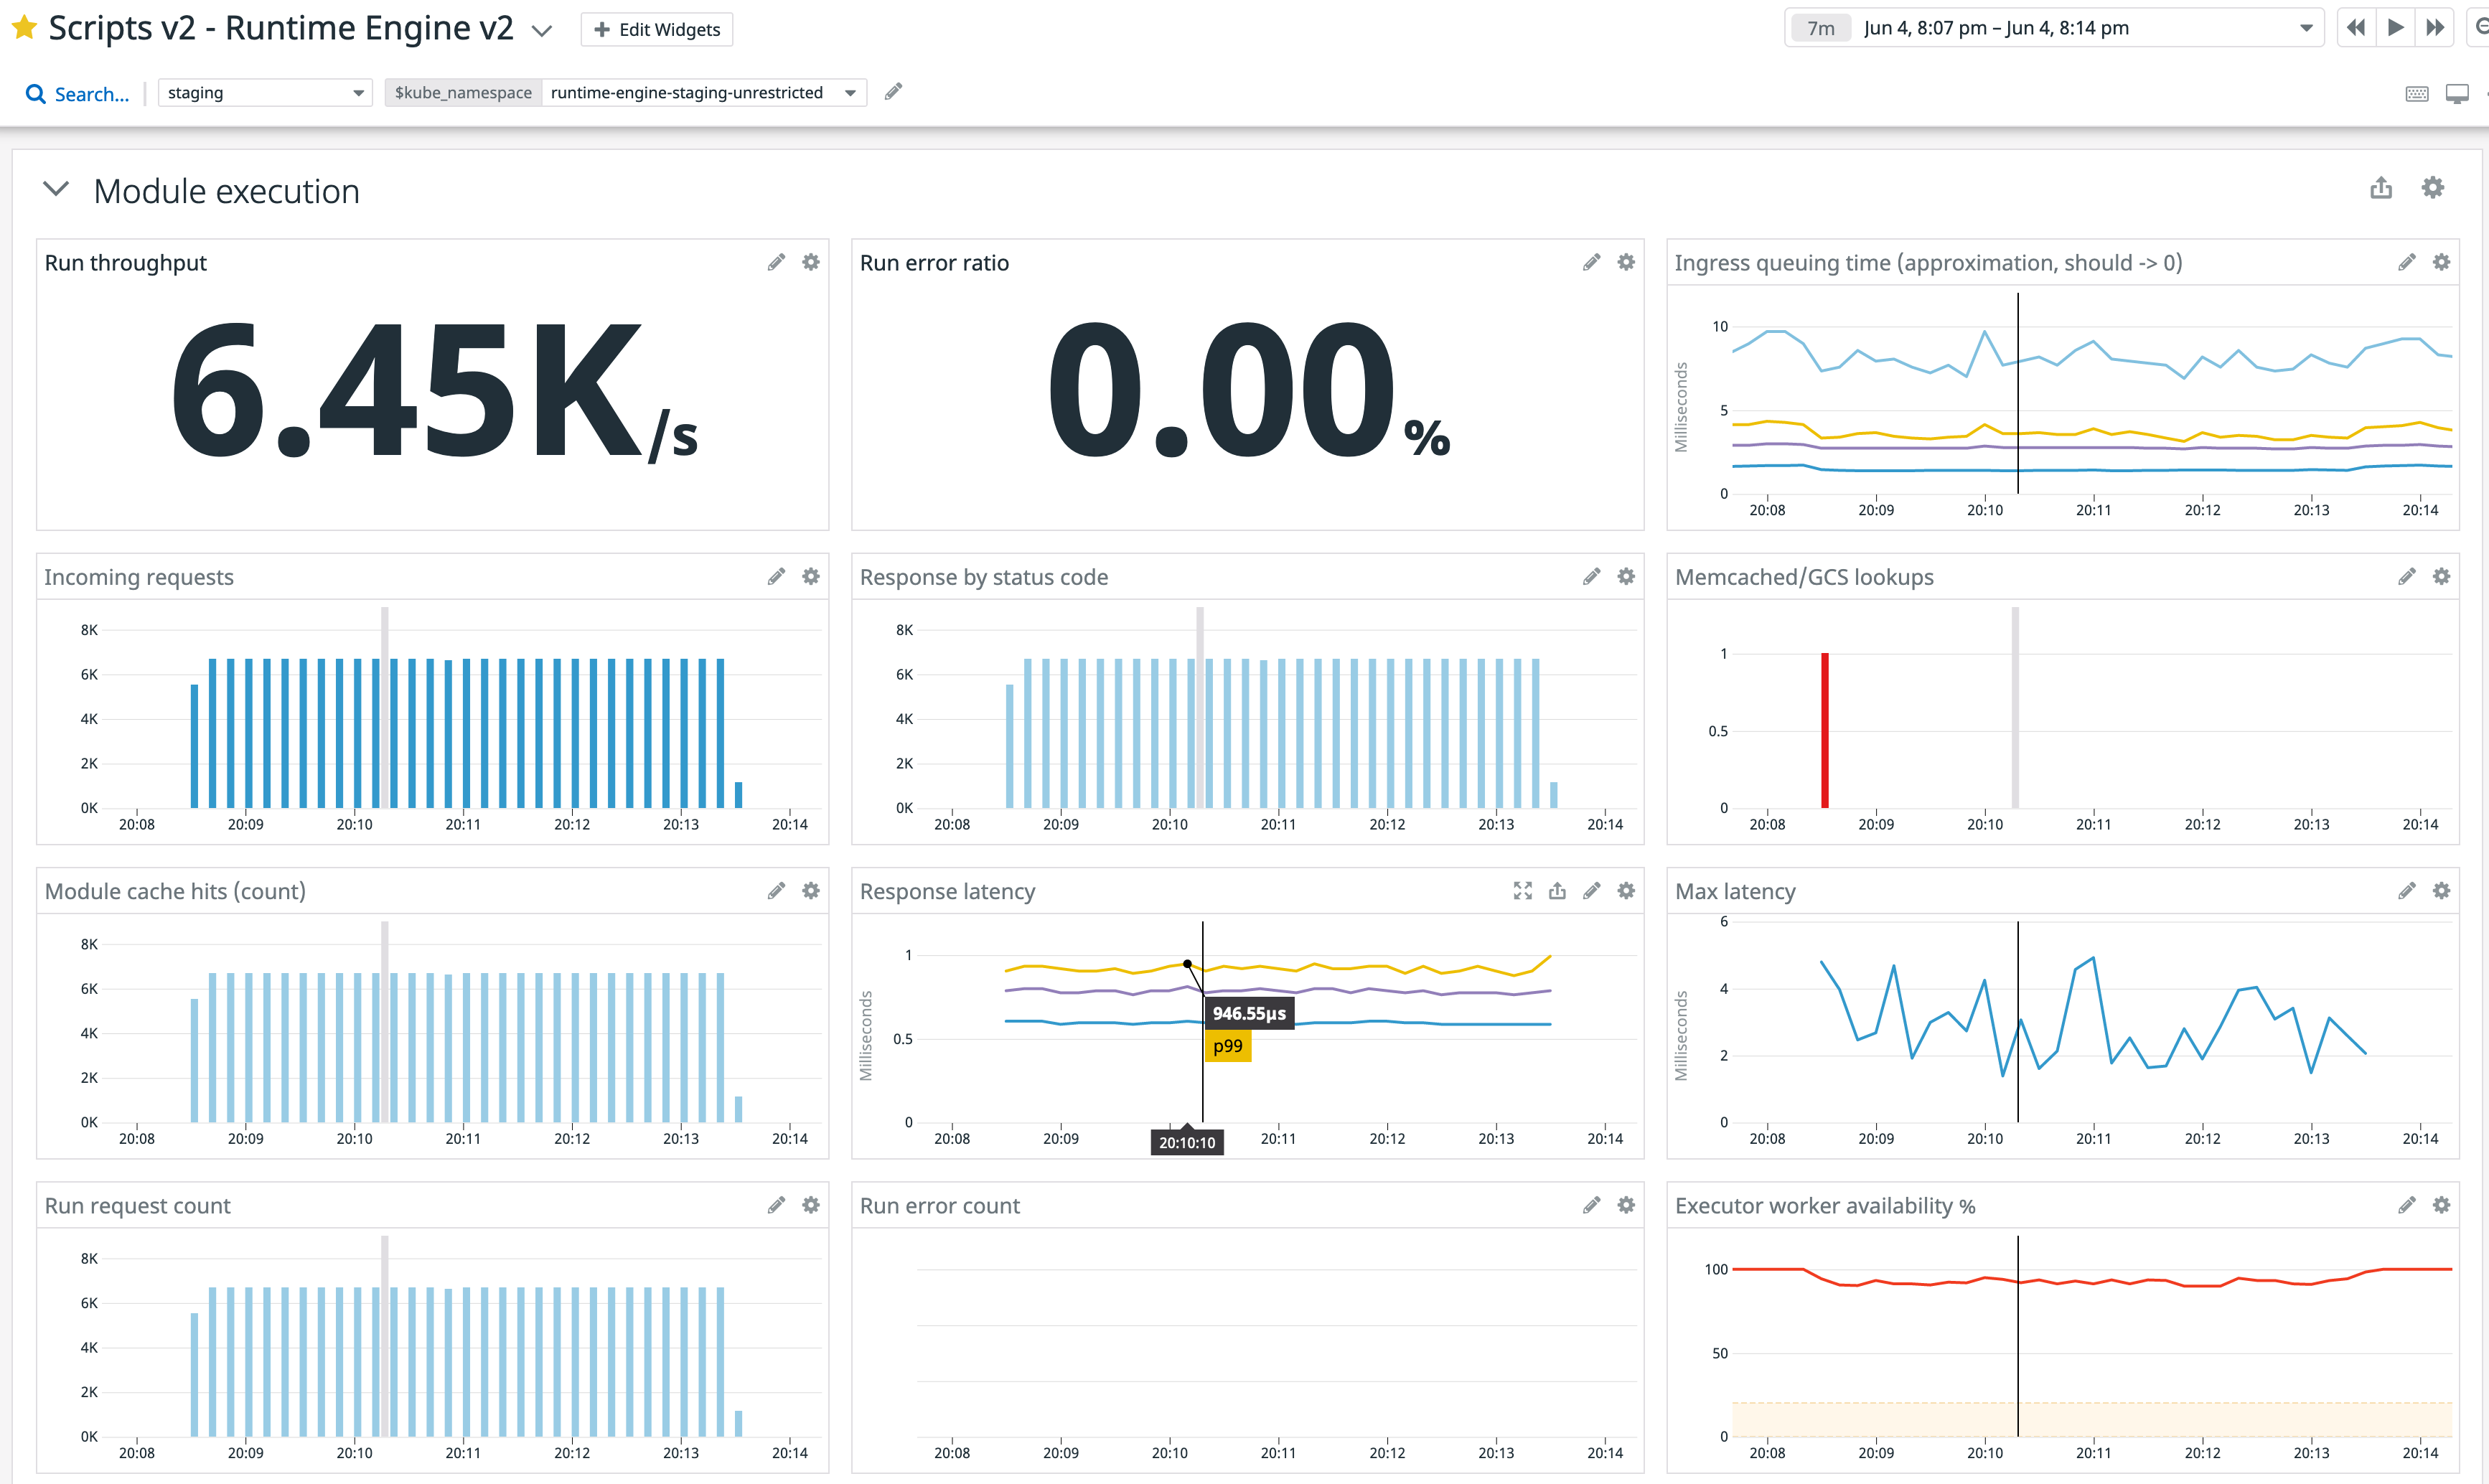 Scripts v2 - Runtime Engine v2
Edit Widgets
7m Jun 4, 8:07 pm – Jun 4, 8:14 pm
Search...
staging
$kube_namespace runtime-engine-staging-unrestricted
Module execution
Run throughput
6.45K/s
Run error ratio
0.00%
Ingress queuing time (approximation, should -> 0)
Milliseconds
10
5
0
20:08 20:09 20:10 20:11 20:12 20:13 20:14
Incoming requests
8K
6K
4K
2K
0K
20:08 20:09 20:10 20:11 20:12 20:13 20:14
Response by status code
8K
6K
4K
2K
0K
20:08 20:09 20:10 20:11 20:12 20:13 20:14
Memcached/GCS lookups
1
0.5
0
20:08 20:09 20:10 20:11 20:12 20:13 20:14
Module cache hits (count)
8K
6K
4K
2K
0K
20:08 20:09 20:10 20:11 20:12 20:13 20:14
Response latency
Milliseconds
1
0.5
0
946.55µs
p99
20:08 20:09 20:10:10 20:11 20:12 20:13 20:14
Max latency
Milliseconds
6
4
2
0
20:08 20:09 20:10 20:11 20:12 20:13 20:14
Run request count
8K
6K
4K
2K
0K
20:08 20:09 20:10 20:11 20:12 20:13 20:14
Run error count
20:08 20:09 20:10 20:11 20:12 20:13 20:14
Executor worker availability %
100
50
0
20:08 20:09 20:10 20:11 20:12 20:13 20:14